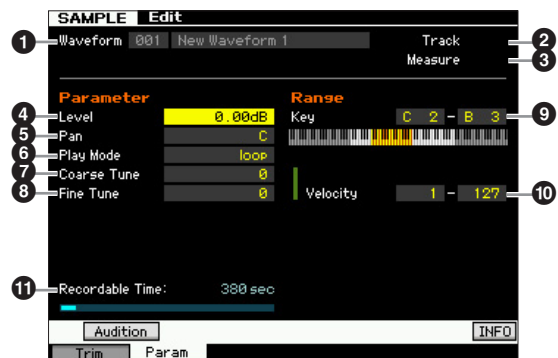 SAMPLE Edit
1 Waveform 001 New Waveform 1 Track 2
Measure 3
Parameter Range
4 Level 0.00dB Key C 2 - B 3 9
5 Pan C
6 Play Mode loop
7 Coarse Tune 0
8 Fine Tune 0 Velocity 1 - 127 10
11 Recordable Time: 380 sec
Audition INFO
Trim Param